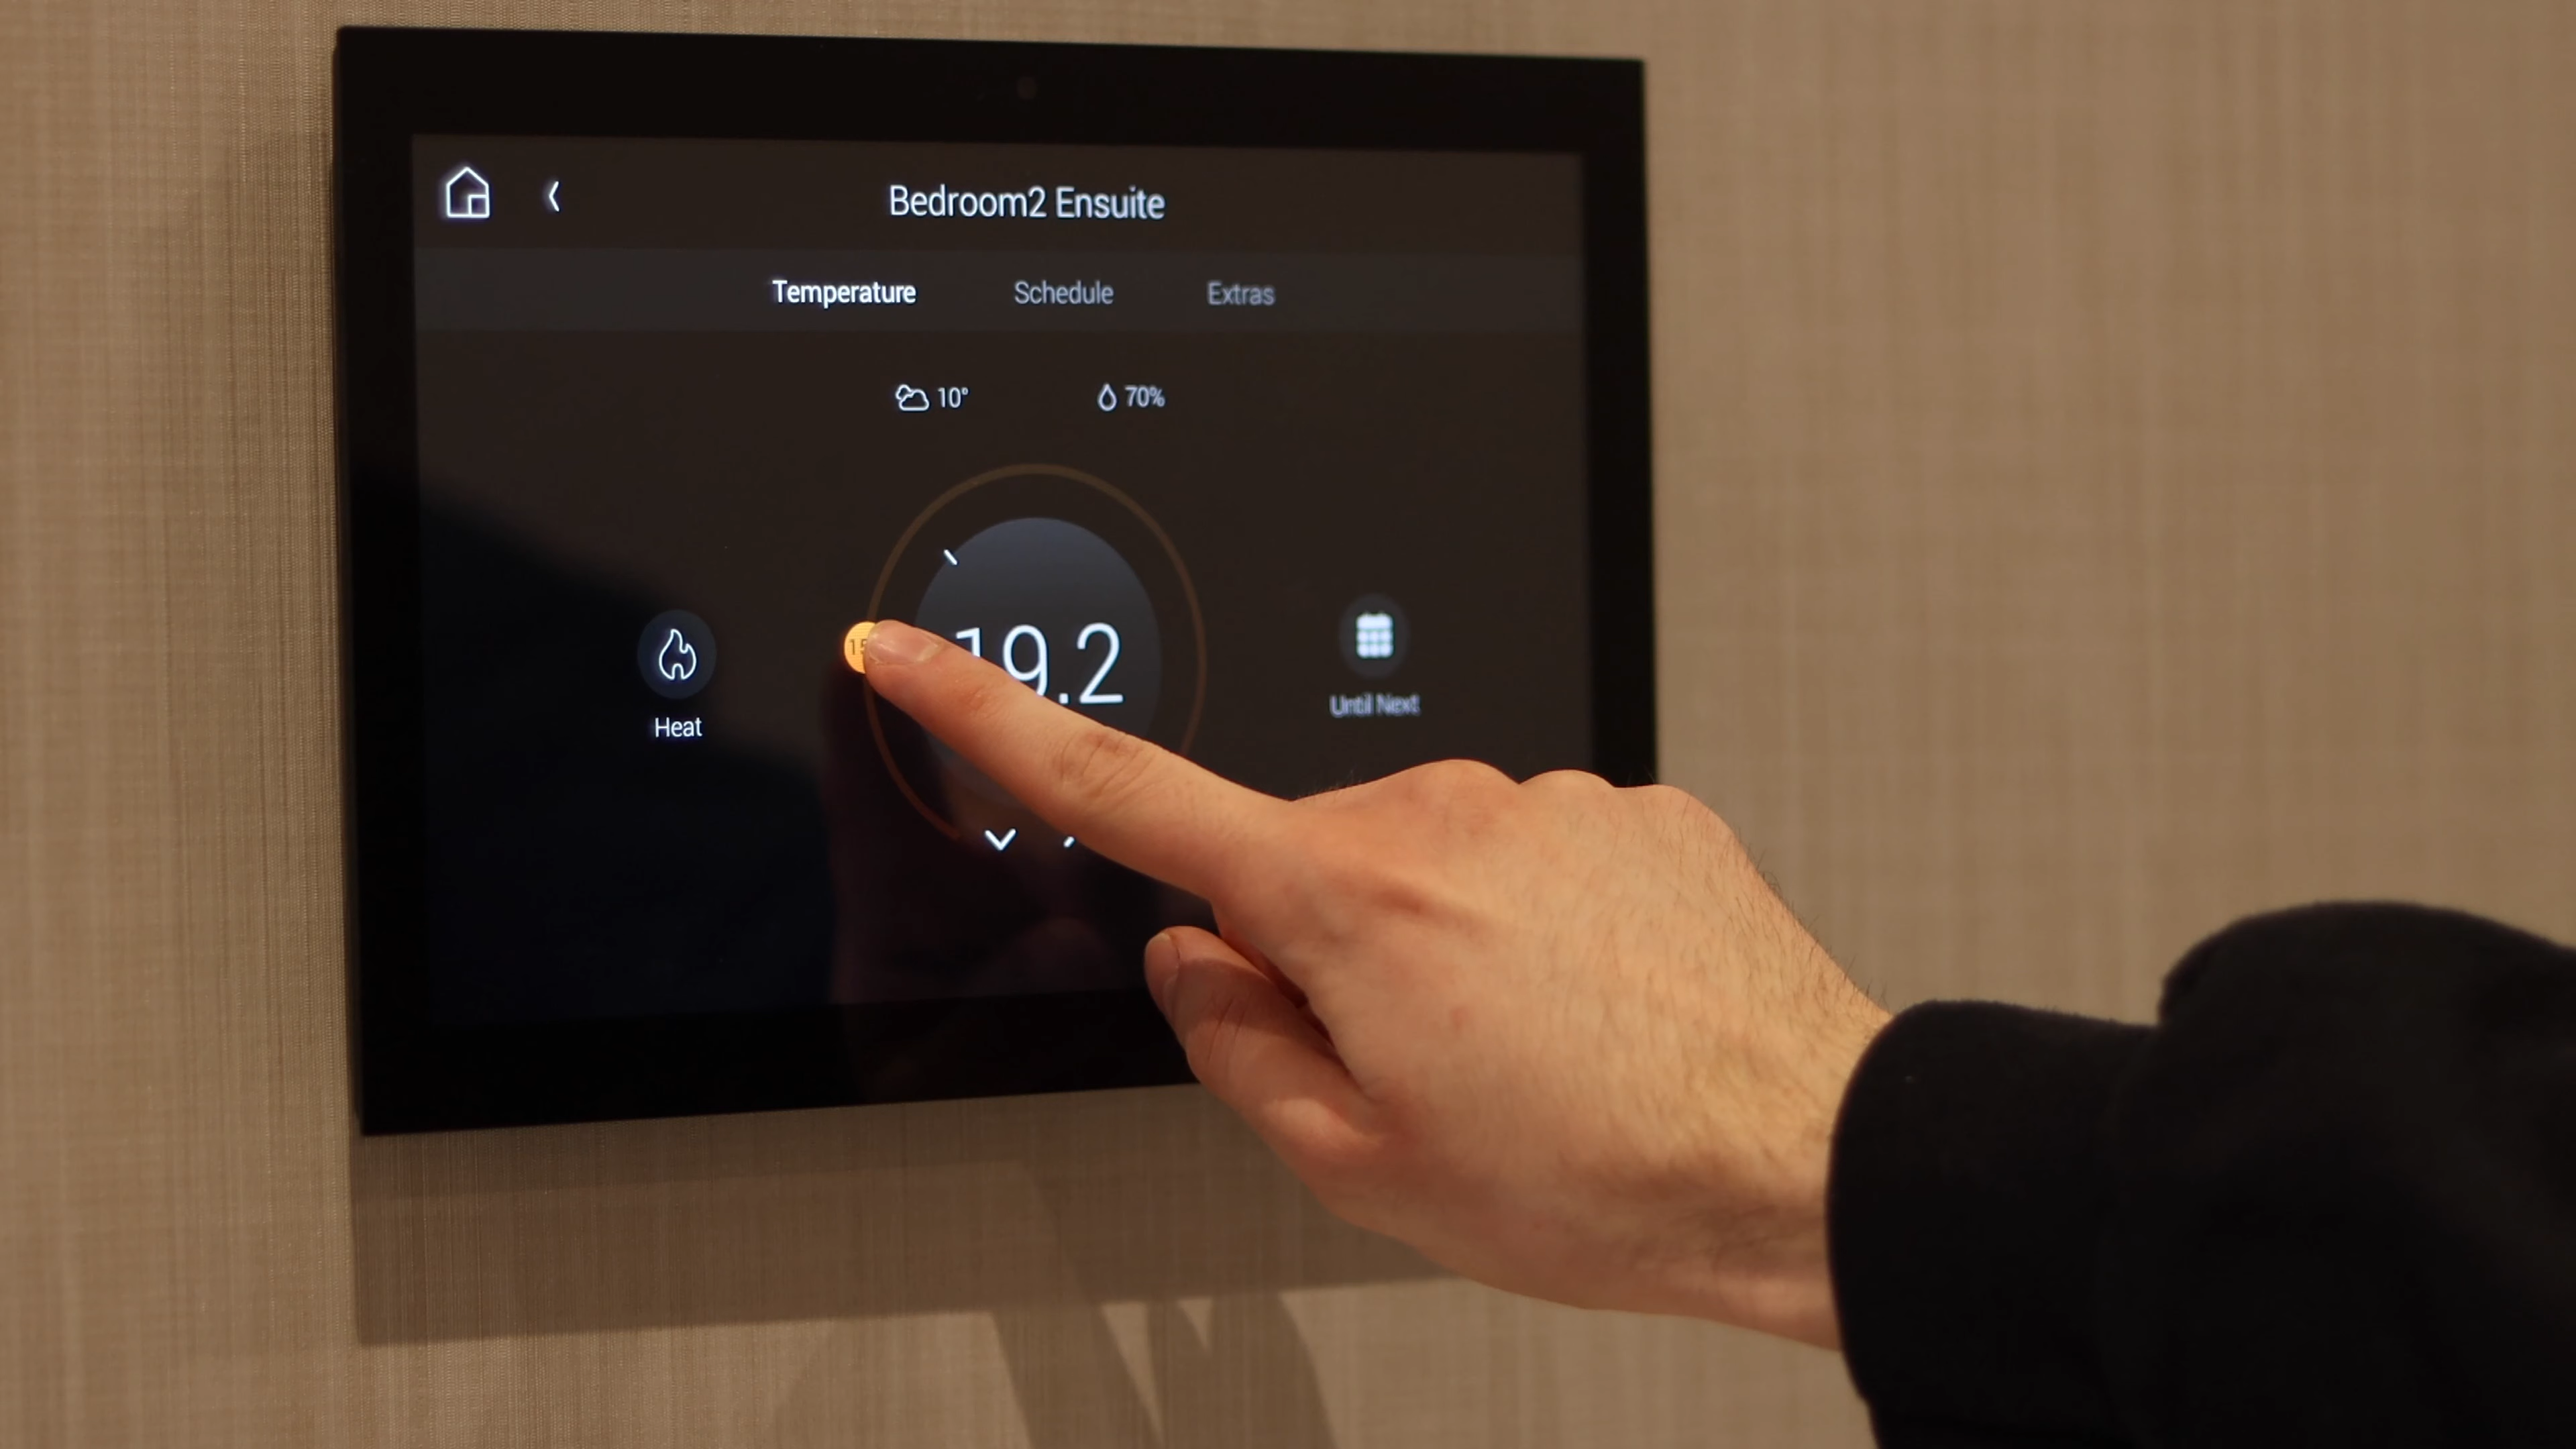 Bedroom2 Ensuite
Temperature Schedule Extras
10° 70%
19.2
Heat
Until Next